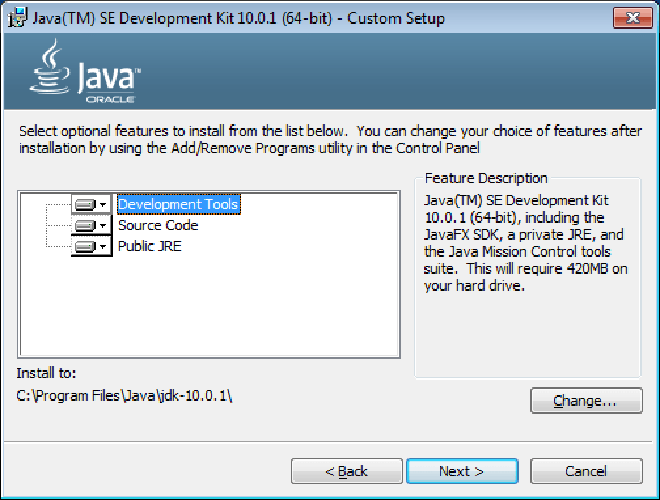 Java(TM) SE Development Kit 10.0.1 (64-bit) - Custom Setup
Java™
ORACLE
Select optional features to install from the list below.  You can change your choice of features after
installation by using the Add/Remove Programs utility in the Control Panel
Development Tools
Source Code
Public JRE
Feature Description
Java(TM) SE Development Kit
10.0.1 (64-bit), including the
JavaFX SDK, a private JRE, and
the Java Mission Control tools
suite.  This will require 420MB on
your hard drive.
Install to:
C:\Program Files\Java\jdk-10.0.1\
Change...
< Back
Next >
Cancel